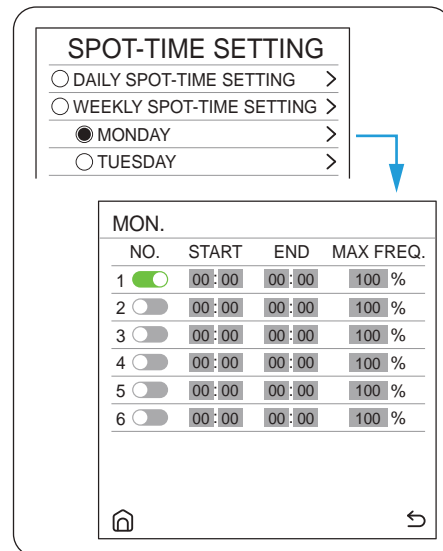 SPOT-TIME SETTING
DAILY SPOT-TIME SETTING >
WEEKLY SPOT-TIME SETTING >
MONDAY >
TUESDAY >
MON.
NO. START END MAX FREQ.
1 00:00 00:00 100 %
2 00:00 00:00 100 %
3 00:00 00:00 100 %
4 00:00 00:00 100 %
5 00:00 00:00 100 %
6 00:00 00:00 100 %